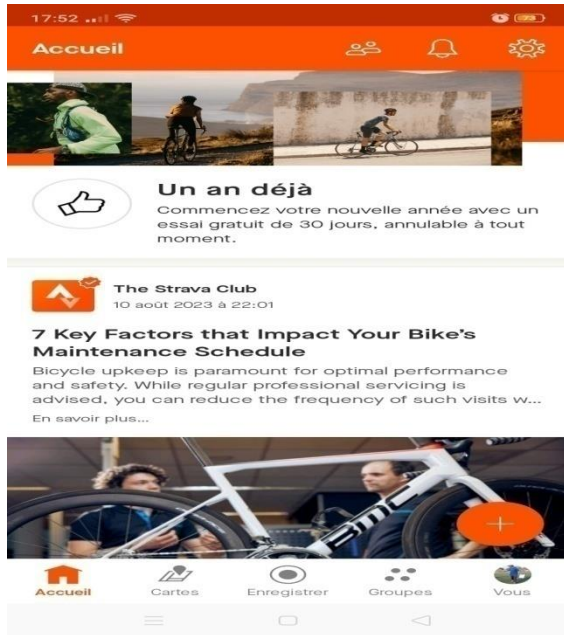 17:52
Accueil
Un an déjà
Commencez votre nouvelle année avec un
essai gratuit de 30 jours, annulable à tout
moment.
The Strava Club
10 août 2023 à 22:01
7 Key Factors that Impact Your Bike's
Maintenance Schedule
Bicycle upkeep is paramount for optimal performance
and safety. While regular professional servicing is
advised, you can reduce the frequency of such visits w...
En savoir plus...
BMC
Accueil Cartes Enregistrer Groupes Vous